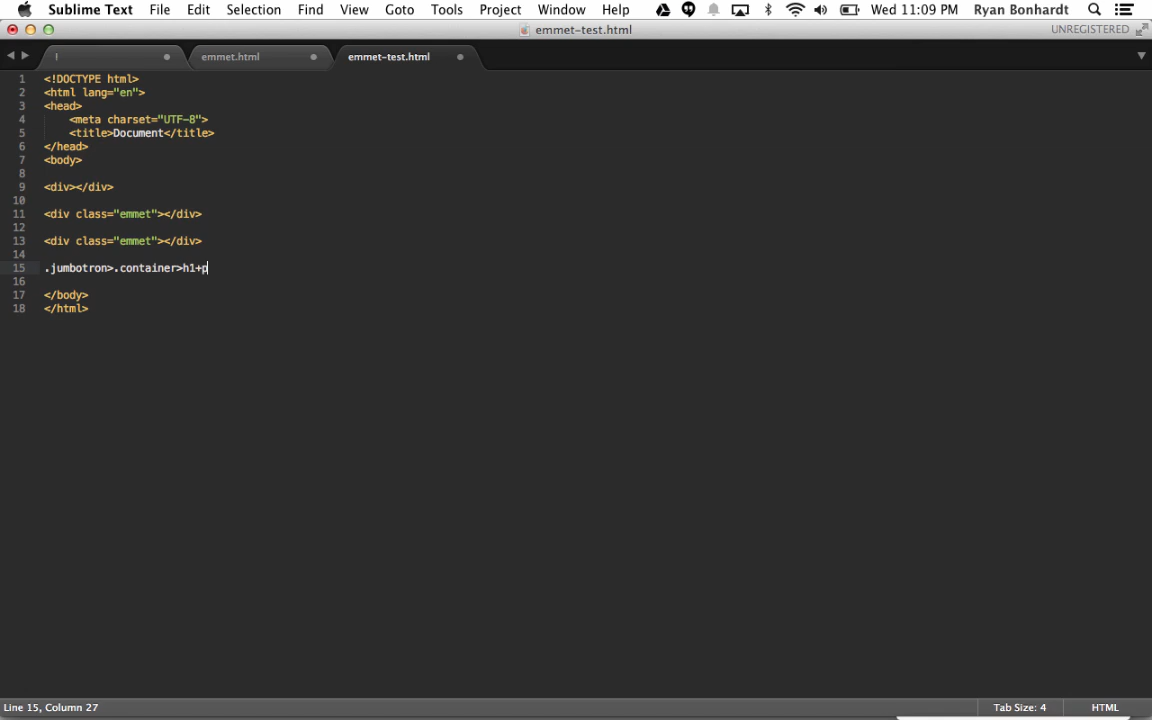 Sublime Text File Edit Selection Find View Goto Tools Project Window Help Wed 11:09 PM Ryan Bonhardt
emmet-test.html UNREGISTERED
! emmet.html emmet-test.html
1 <!DOCTYPE html>
2 <html lang="en">
3 <head>
4 <meta charset="UTF-8">
5 <title>Document</title>
6 </head>
7 <body>
8
9 <div></div>
10
11 <div class="emmet"></div>
12
13 <div class="emmet"></div>
14
15 .jumbotron>.container>h1+p
16
17 </body>
18 </html>
Line 15, Column 27 Tab Size: 4 HTML